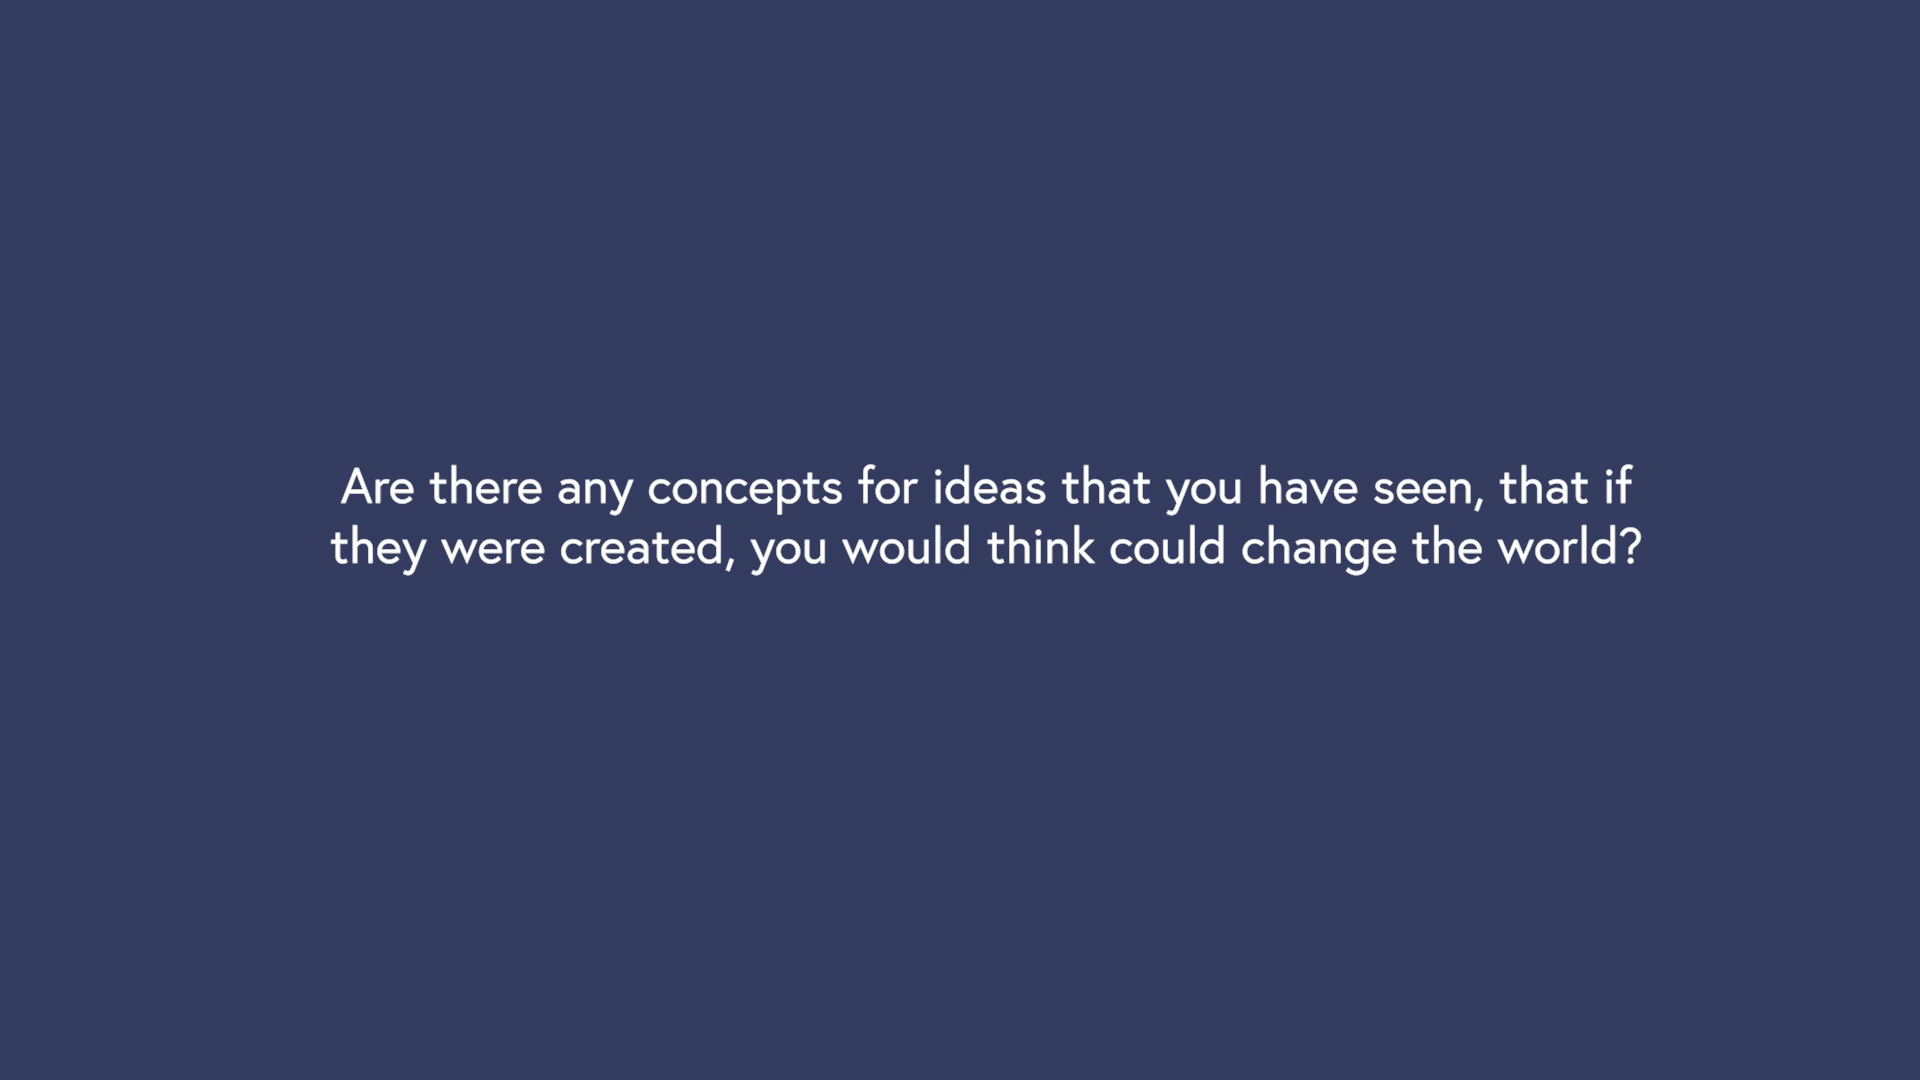 Are there any concepts for ideas that you have seen, that if
they were created, you would think could change the world?